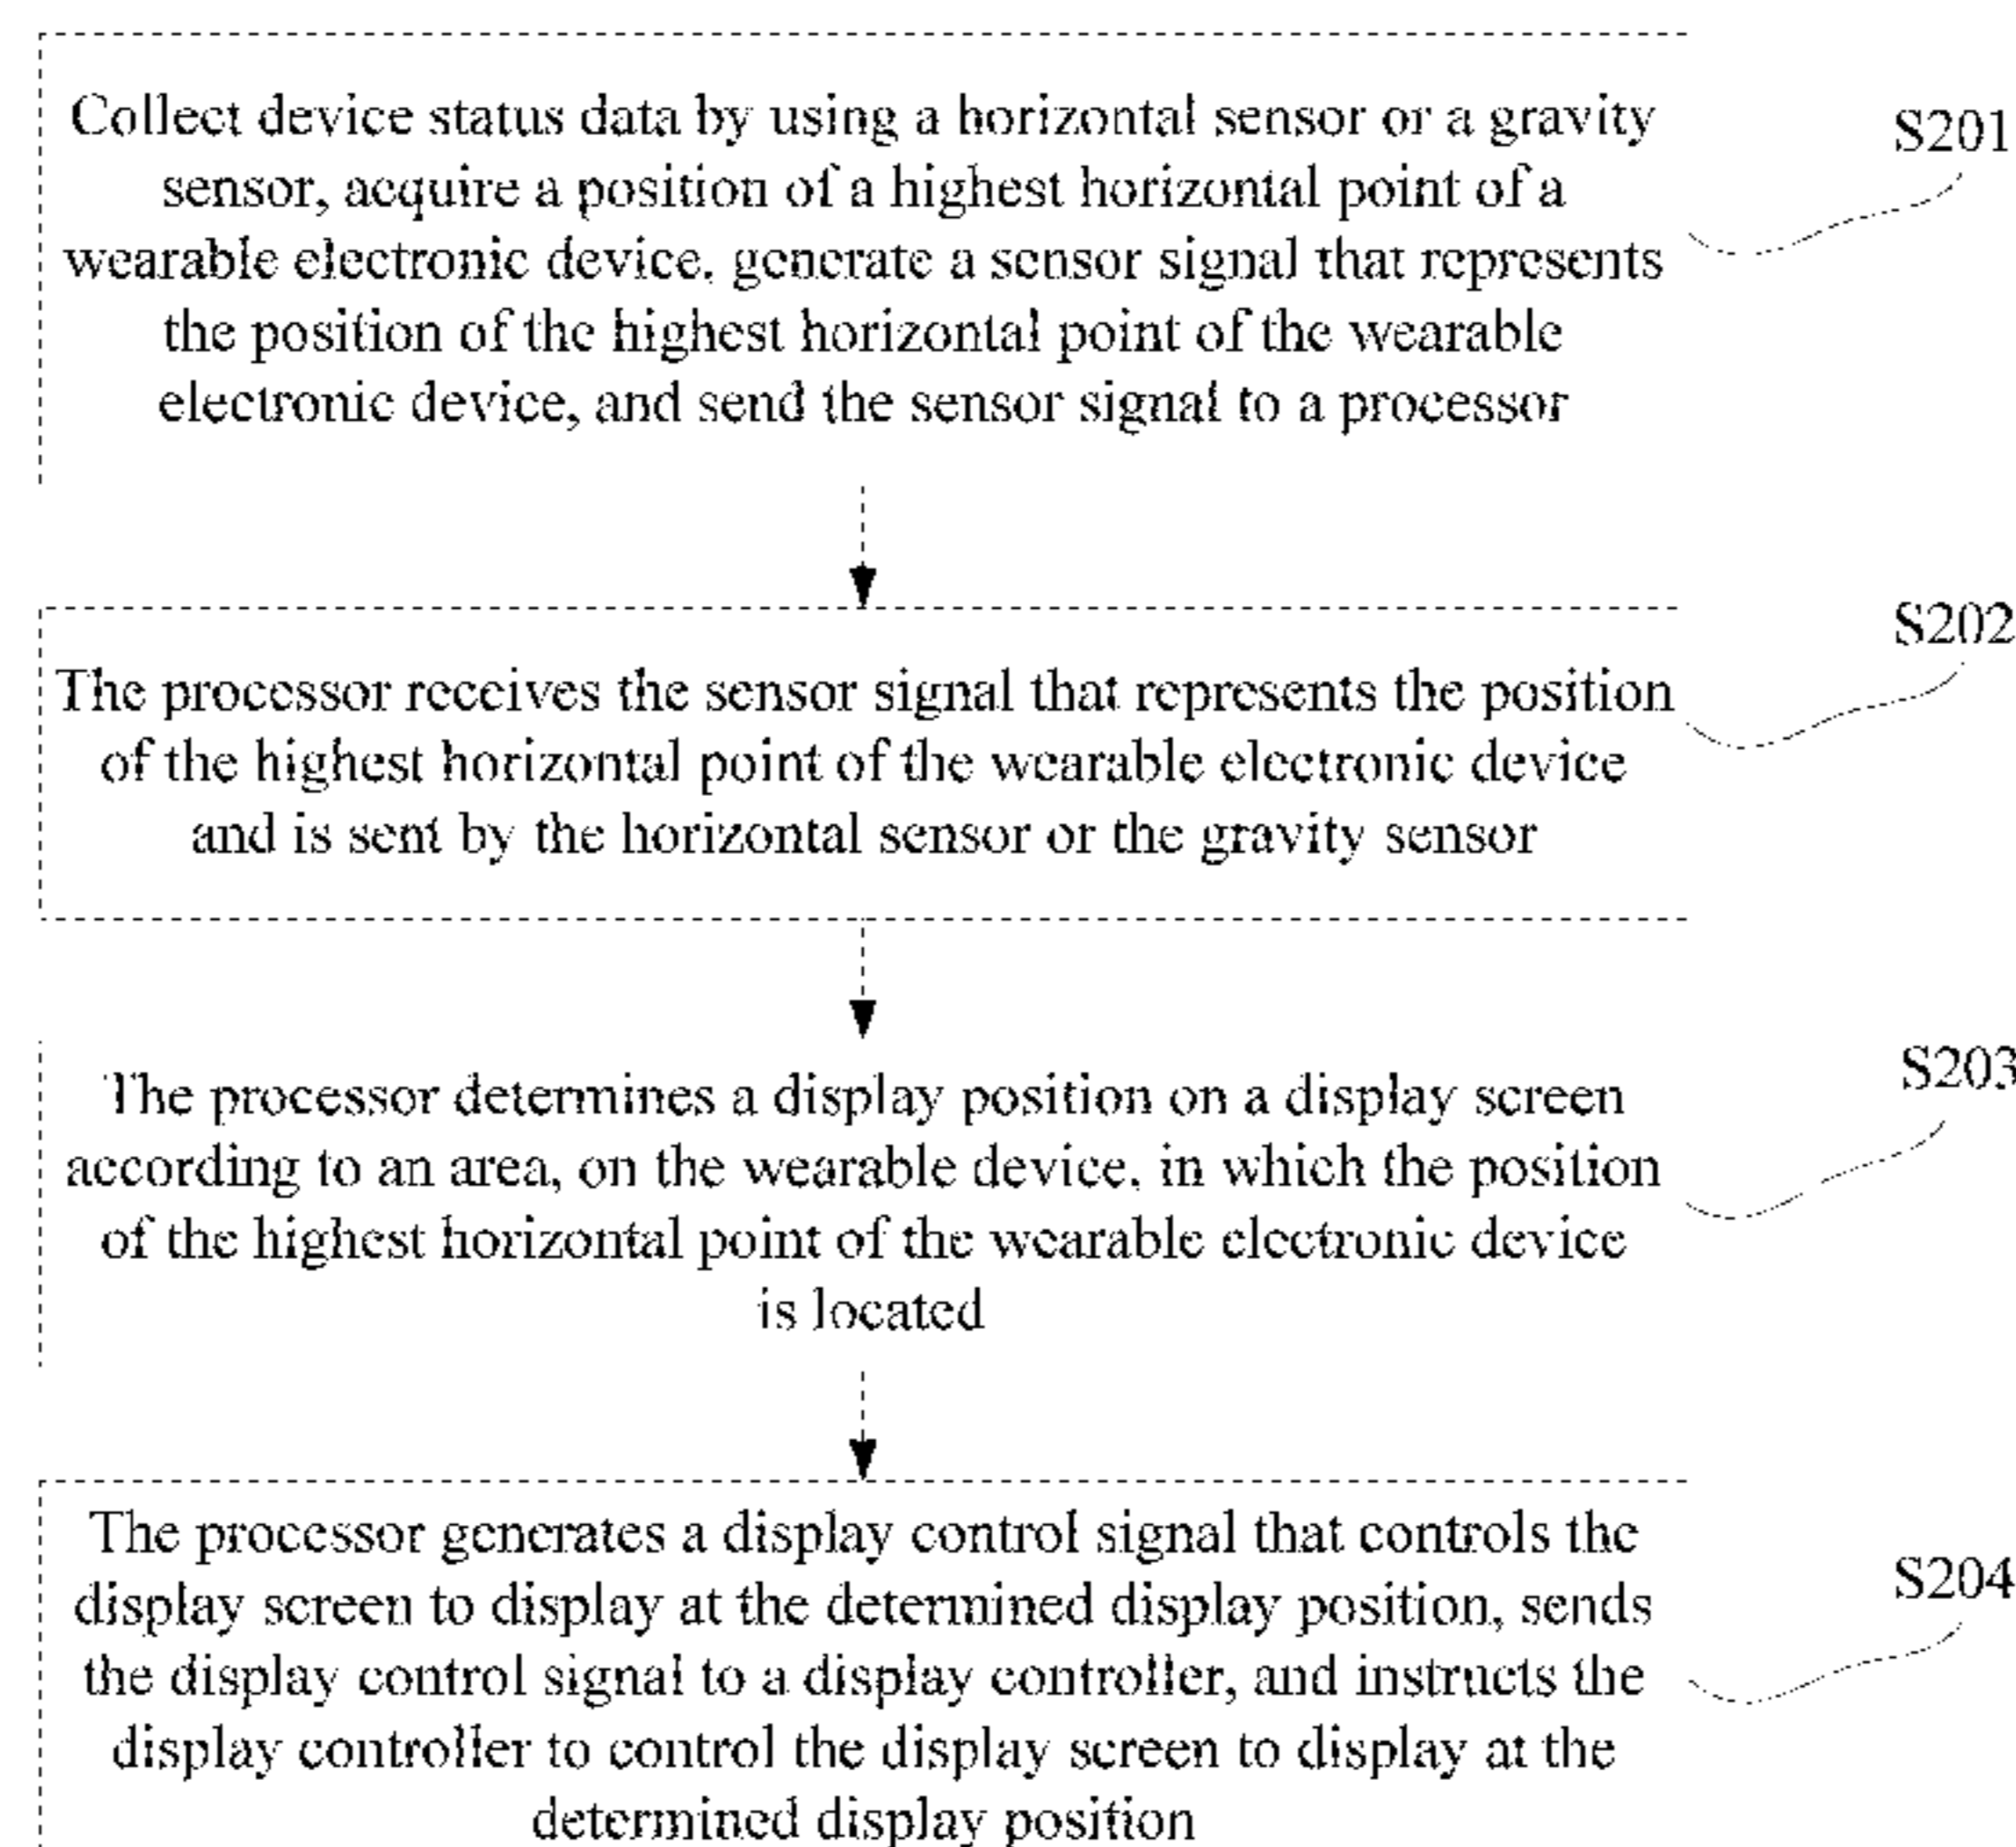 Collect device status data by using a horizontal sensor or a gravity
sensor, acquire a position of a highest horizontal point of a
wearable electronic device, generate a sensor signal that represents
the position of the highest horizontal point of the wearable
electronic device, and send the sensor signal to a processor
S201
The processor receives the sensor signal that represents the position
of the highest horizontal point of the wearable electronic device
and is sent by the horizontal sensor or the gravity sensor
S202
The processor determines a display position on a display screen
according to an area, on the wearable device, in which the position
of the highest horizontal point of the wearable electronic device
is located
S203
The processor generates a display control signal that controls the
display screen to display at the determined display position, sends
the display control signal to a display controller, and instructs the
display controller to control the display screen to display at the
determined display position
S204